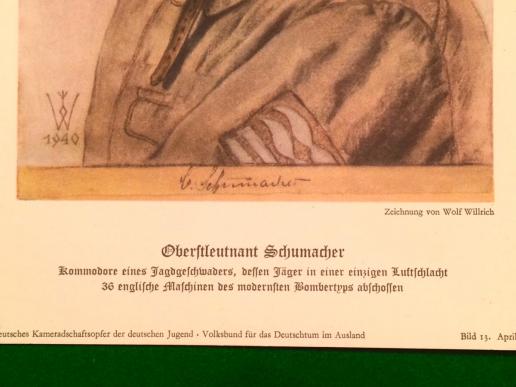 1940
C. Schumacher
Zeichnung von Wolf Willrich
Oberstleutnant Schumacher
Kommodore eines Jagdgeschwaders, dessen Jäger in einer einzigen Luftschlacht
36 englische Maschinen des modernsten Bombertyps abschossen
eutsches Kameradschaftsopfer der deutschen Jugend · Volksbund für das Deutschtum im Ausland
Bild 13. April